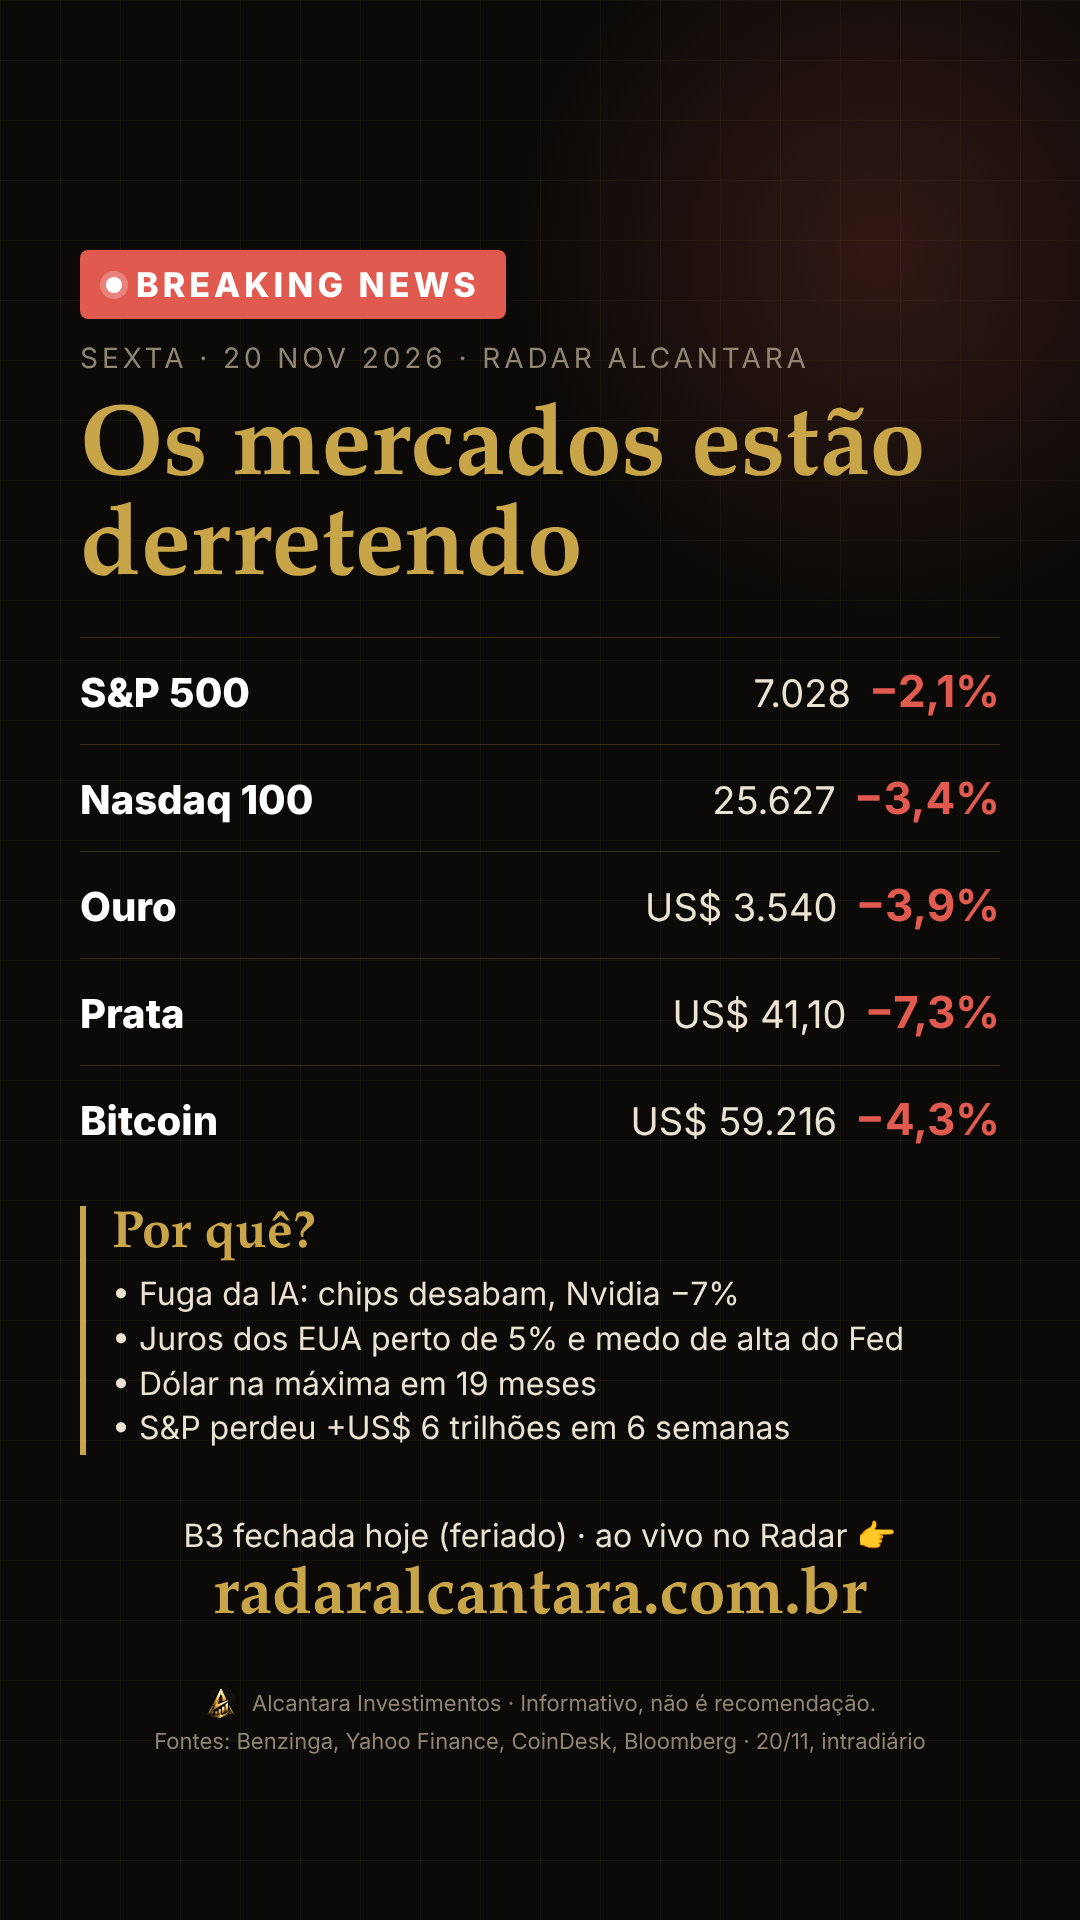 BREAKING NEWS
SEXTA · 20 NOV 2026 · RADAR ALCANTARA
Os mercados estão
derretendo
S&P 500 7.028 −2,1%
Nasdaq 100 25.627 −3,4%
Ouro US$ 3.540 −3,9%
Prata US$ 41,10 −7,3%
Bitcoin US$ 59.216 −4,3%
Por quê?
• Fuga da IA: chips desabam, Nvidia −7%
• Juros dos EUA perto de 5% e medo de alta do Fed
• Dólar na máxima em 19 meses
• S&P perdeu +US$ 6 trilhões em 6 semanas
B3 fechada hoje (feriado) · ao vivo no Radar 👉
radaralcantara.com.br
Alcantara Investimentos · Informativo, não é recomendação.
Fontes: Benzinga, Yahoo Finance, CoinDesk, Bloomberg · 20/11, intradiário